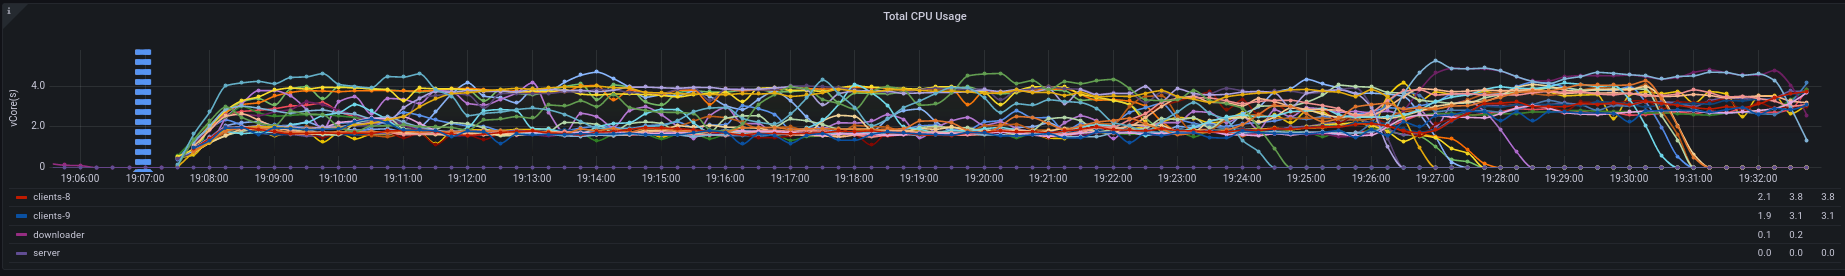 i
Total CPU Usage
vCore(s)
4.0
2.0
0
19:06:00 19:07:00 19:08:00 19:09:00 19:10:00 19:11:00 19:12:00 19:13:00 19:14:00 19:15:00 19:16:00 19:17:00 19:18:00 19:19:00 19:20:00 19:21:00 19:22:00 19:23:00 19:24:00 19:25:00 19:26:00 19:27:00 19:28:00 19:29:00 19:30:00 19:31:00 19:32:00
clients-8 2.1 3.8 3.8
clients-9 1.9 3.1 3.1
downloader 0.1 0.2
server 0.0 0.0 0.0